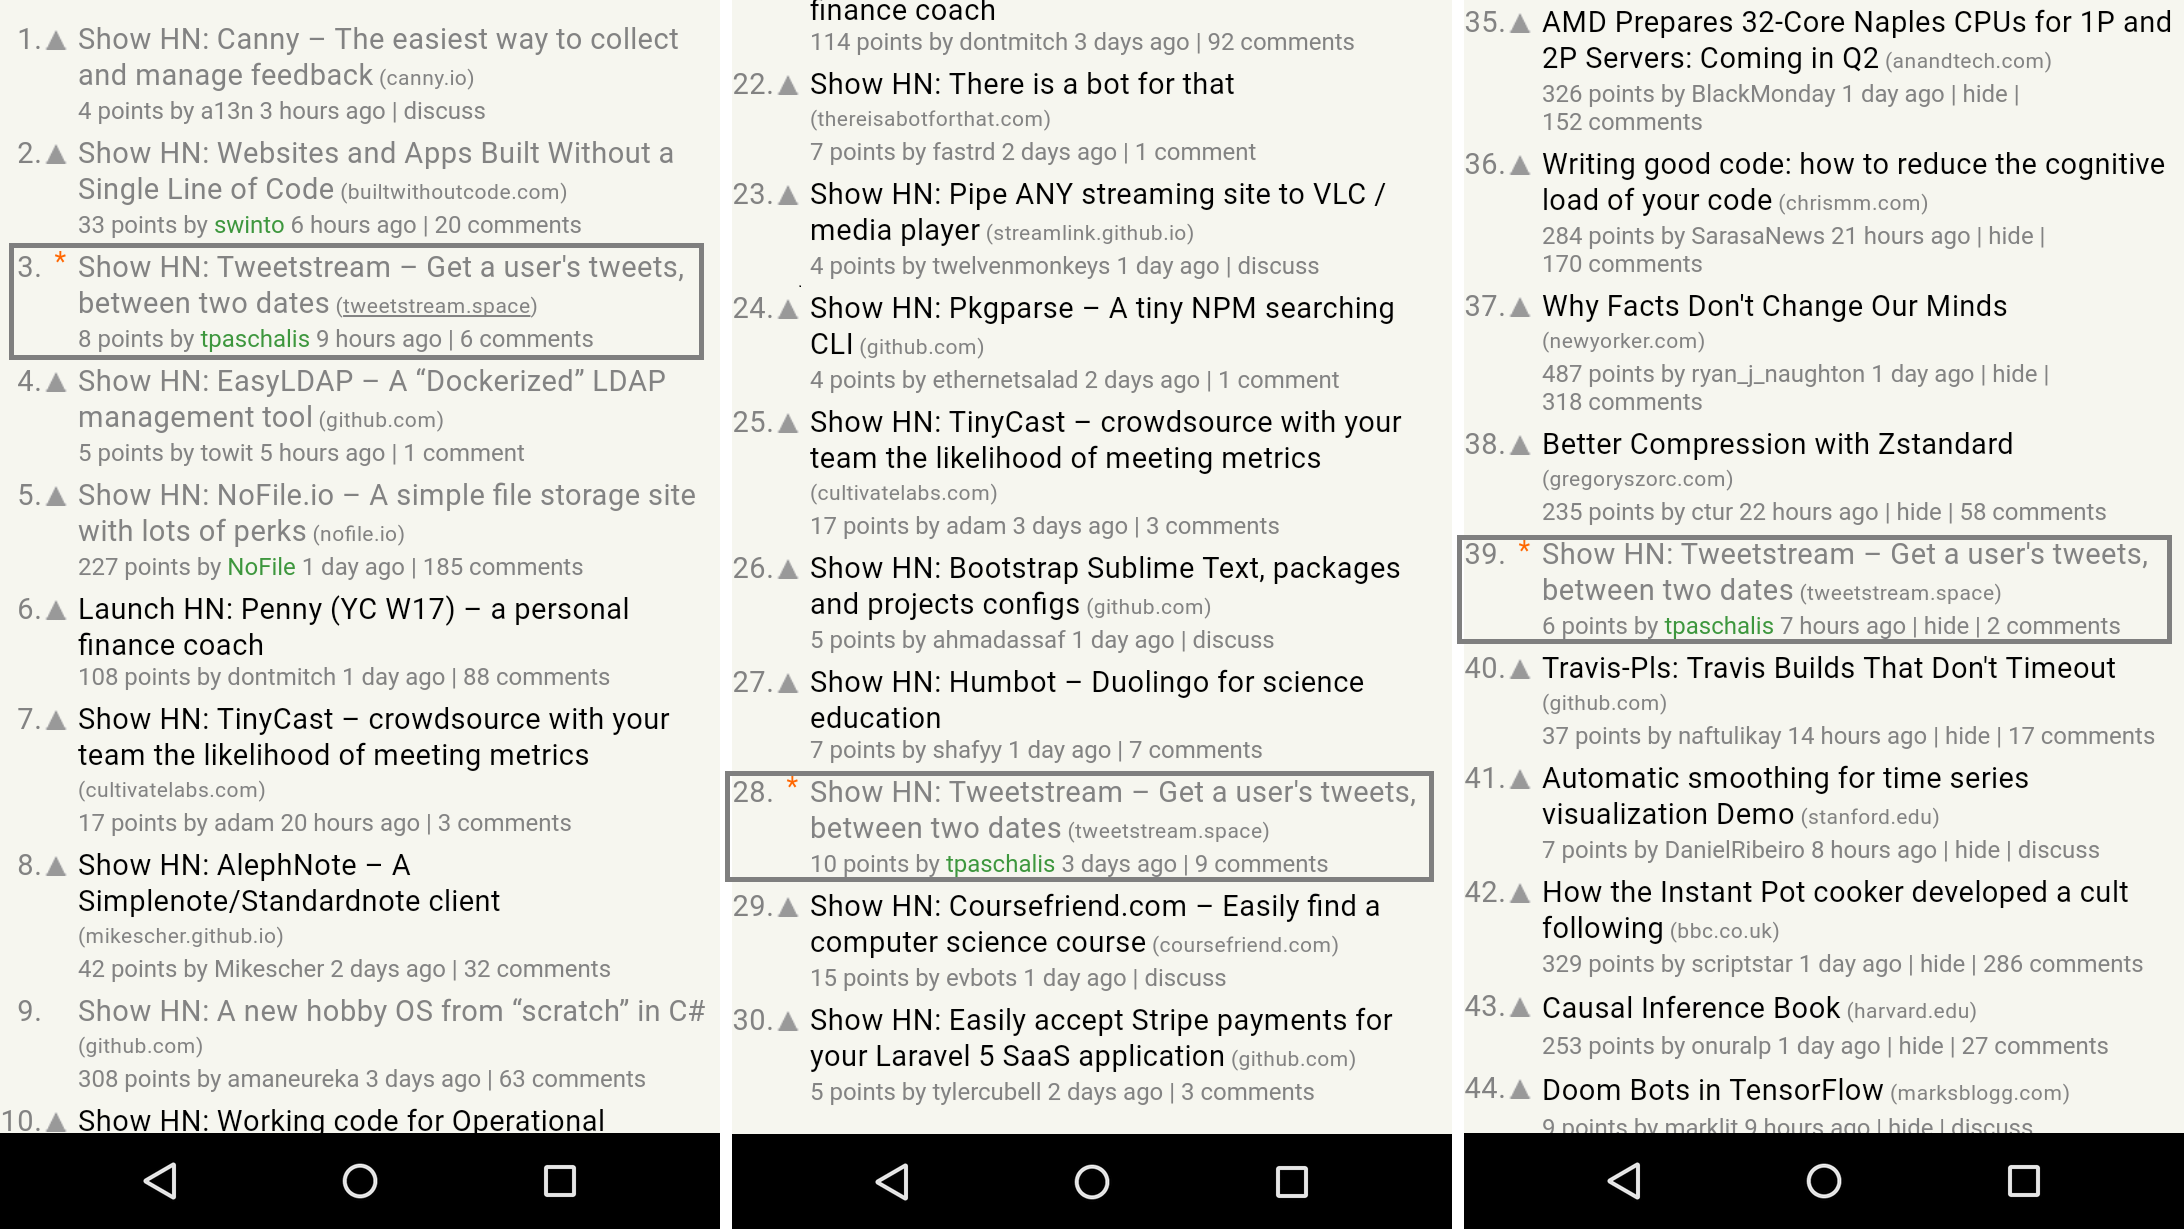 1. Show HN: Canny – The easiest way to collect
and manage feedback (canny.io)
4 points by a13n 3 hours ago | discuss
2. Show HN: Websites and Apps Built Without a
Single Line of Code (builtwithoutcode.com)
33 points by swinto 6 hours ago | 20 comments
3. * Show HN: Tweetstream – Get a user's tweets,
between two dates (tweetstream.space)
8 points by tpaschalis 9 hours ago | 6 comments
4. Show HN: EasyLDAP – A “Dockerized” LDAP
management tool (github.com)
5 points by towit 5 hours ago | 1 comment
5. Show HN: NoFile.io – A simple file storage site
with lots of perks (nofile.io)
227 points by NoFile 1 day ago | 185 comments
6. Launch HN: Penny (YC W17) – a personal
finance coach
108 points by dontmitch 1 day ago | 88 comments
7. Show HN: TinyCast – crowdsource with your
team the likelihood of meeting metrics
(cultivatelabs.com)
17 points by adam 20 hours ago | 3 comments
8. Show HN: AlephNote – A
Simplenote/Standardnote client
(mikescher.github.io)
42 points by Mikescher 2 days ago | 32 comments
9. Show HN: A new hobby OS from “scratch” in C#
(github.com)
308 points by amaneureka 3 days ago | 63 comments
10. Show HN: Working code for Operational
finance coach
114 points by dontmitch 3 days ago | 92 comments
22. Show HN: There is a bot for that
(thereisabotforthat.com)
7 points by fastrd 2 days ago | 1 comment
23. Show HN: Pipe ANY streaming site to VLC /
media player (streamlink.github.io)
4 points by twelvenmonkeys 1 day ago | discuss
24. Show HN: Pkgparse – A tiny NPM searching
CLI (github.com)
4 points by ethernetsalad 2 days ago | 1 comment
25. Show HN: TinyCast – crowdsource with your
team the likelihood of meeting metrics
(cultivatelabs.com)
17 points by adam 3 days ago | 3 comments
26. Show HN: Bootstrap Sublime Text, packages
and projects configs (github.com)
5 points by ahmadassaf 1 day ago | discuss
27. Show HN: Humbot – Duolingo for science
education
7 points by shafyy 1 day ago | 7 comments
28. * Show HN: Tweetstream – Get a user's tweets,
between two dates (tweetstream.space)
10 points by tpaschalis 3 days ago | 9 comments
29. Show HN: Coursefriend.com – Easily find a
computer science course (coursefriend.com)
15 points by evbots 1 day ago | discuss
30. Show HN: Easily accept Stripe payments for
your Laravel 5 SaaS application (github.com)
5 points by tylercubell 2 days ago | 3 comments
35. AMD Prepares 32-Core Naples CPUs for 1P and
2P Servers: Coming in Q2 (anandtech.com)
326 points by BlackMonday 1 day ago | hide |
152 comments
36. Writing good code: how to reduce the cognitive
load of your code (chrismm.com)
284 points by SarasaNews 21 hours ago | hide |
170 comments
37. Why Facts Don't Change Our Minds
(newyorker.com)
487 points by ryan_j_naughton 1 day ago | hide |
318 comments
38. Better Compression with Zstandard
(gregoryszorc.com)
235 points by ctur 22 hours ago | hide | 58 comments
39. * Show HN: Tweetstream – Get a user's tweets,
between two dates (tweetstream.space)
6 points by tpaschalis 7 hours ago | hide | 2 comments
40. Travis-Pls: Travis Builds That Don't Timeout
(github.com)
37 points by naftulikay 14 hours ago | hide | 17 comments
41. Automatic smoothing for time series
visualization Demo (stanford.edu)
7 points by DanielRibeiro 8 hours ago | hide | discuss
42. How the Instant Pot cooker developed a cult
following (bbc.co.uk)
329 points by scriptstar 1 day ago | hide | 286 comments
43. Causal Inference Book (harvard.edu)
253 points by onuralp 1 day ago | hide | 27 comments
44. Doom Bots in TensorFlow (marksblogg.com)
9 points by marklit 9 hours ago | hide | discuss